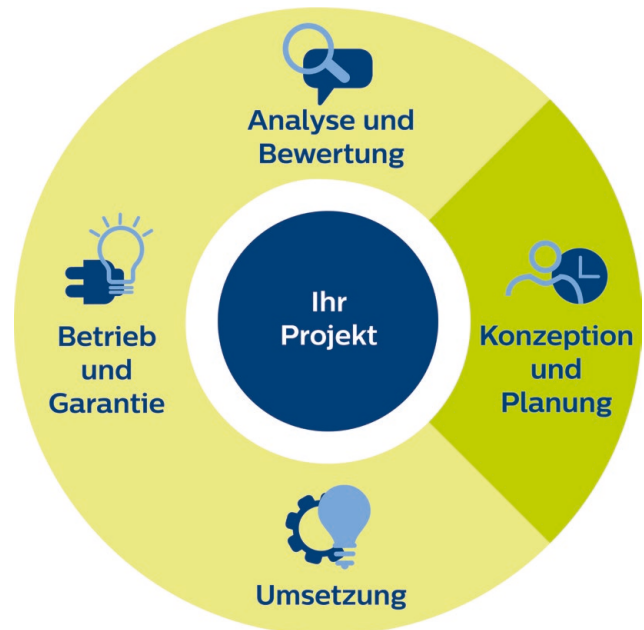 Analyse und
Bewertung
Ihr
Projekt
Konzeption
und
Planung
Betrieb
und
Garantie
Umsetzung